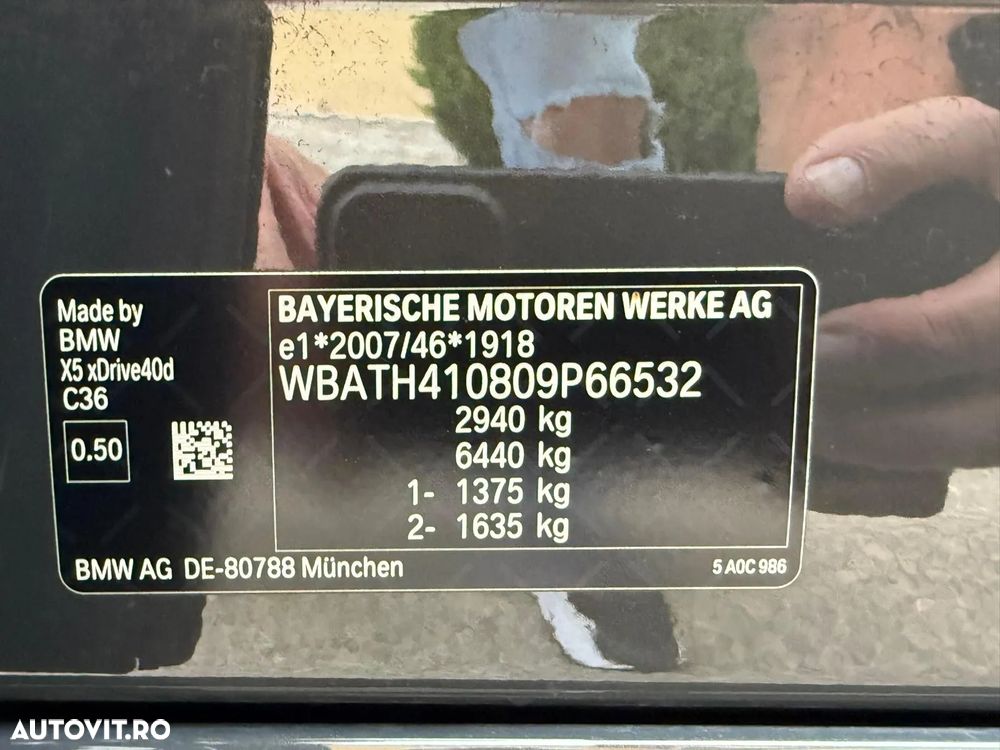 Made by
BMW
X5 xDrive40d
C36
0.50
BAYERISCHE MOTOREN WERKE AG
e1*2007/46*1918
WBATH410809P66532
2940 kg
6440 kg
1- 1375 kg
2- 1635 kg
BMW AG DE-80788 München
5 A0C 986
AUTOVIT.RO